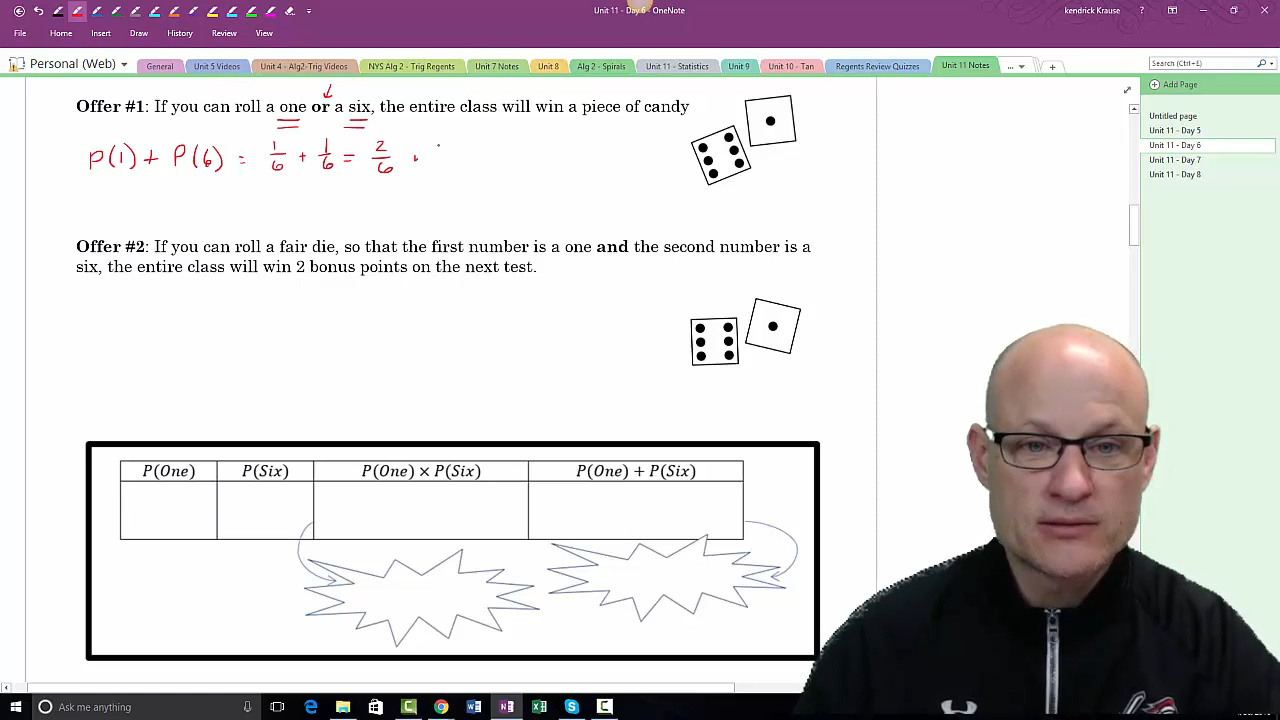 Unit 11 - Day 6 - OneNote
kendrick Krause
?
File Home Insert Draw History Review View
Personal (Web)
General
Unit 5 Videos
Unit 4 - Alg2-Trig Videos
NYS Alg 2 - Trig Regents
Unit 7 Notes
Unit 8
Alg 2 - Spirals
Unit 11 - Statistics
Unit 9
Unit 10 - Tan
Regents Review Quizzes
Unit 11 Notes
...
Search (Ctrl+E)
Add Page
Untitled page
Unit 11 - Day 5
Unit 11 - Day 6
Unit 11 - Day 7
Unit 11 - Day 8
Offer #1: If you can roll a one or a six, the entire class will win a piece of candy
P(1) + P(6) = 1/6 + 1/6 = 2/6
Offer #2: If you can roll a fair die, so that the first number is a one and the second number is a
six, the entire class will win 2 bonus points on the next test.
P(One) P(Six) P(One) × P(Six) P(One) + P(Six)
Ask me anything